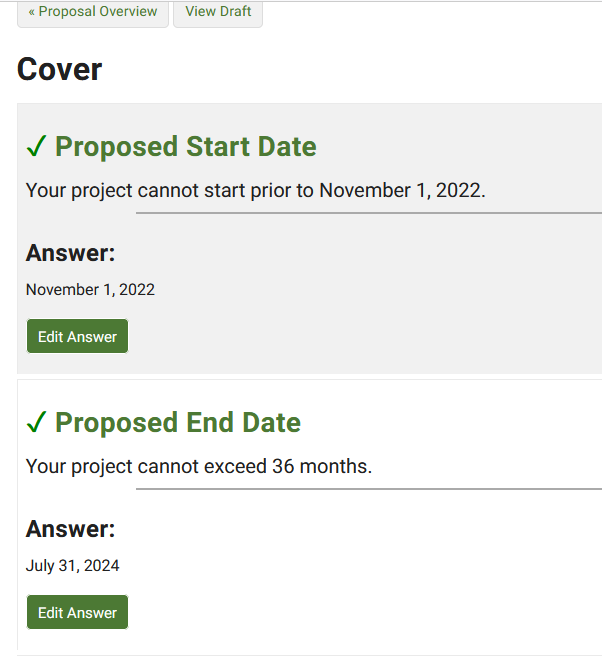 « Proposal Overview View Draft
Cover
✓ Proposed Start Date
Your project cannot start prior to November 1, 2022.
Answer:
November 1, 2022
Edit Answer
✓ Proposed End Date
Your project cannot exceed 36 months.
Answer:
July 31, 2024
Edit Answer